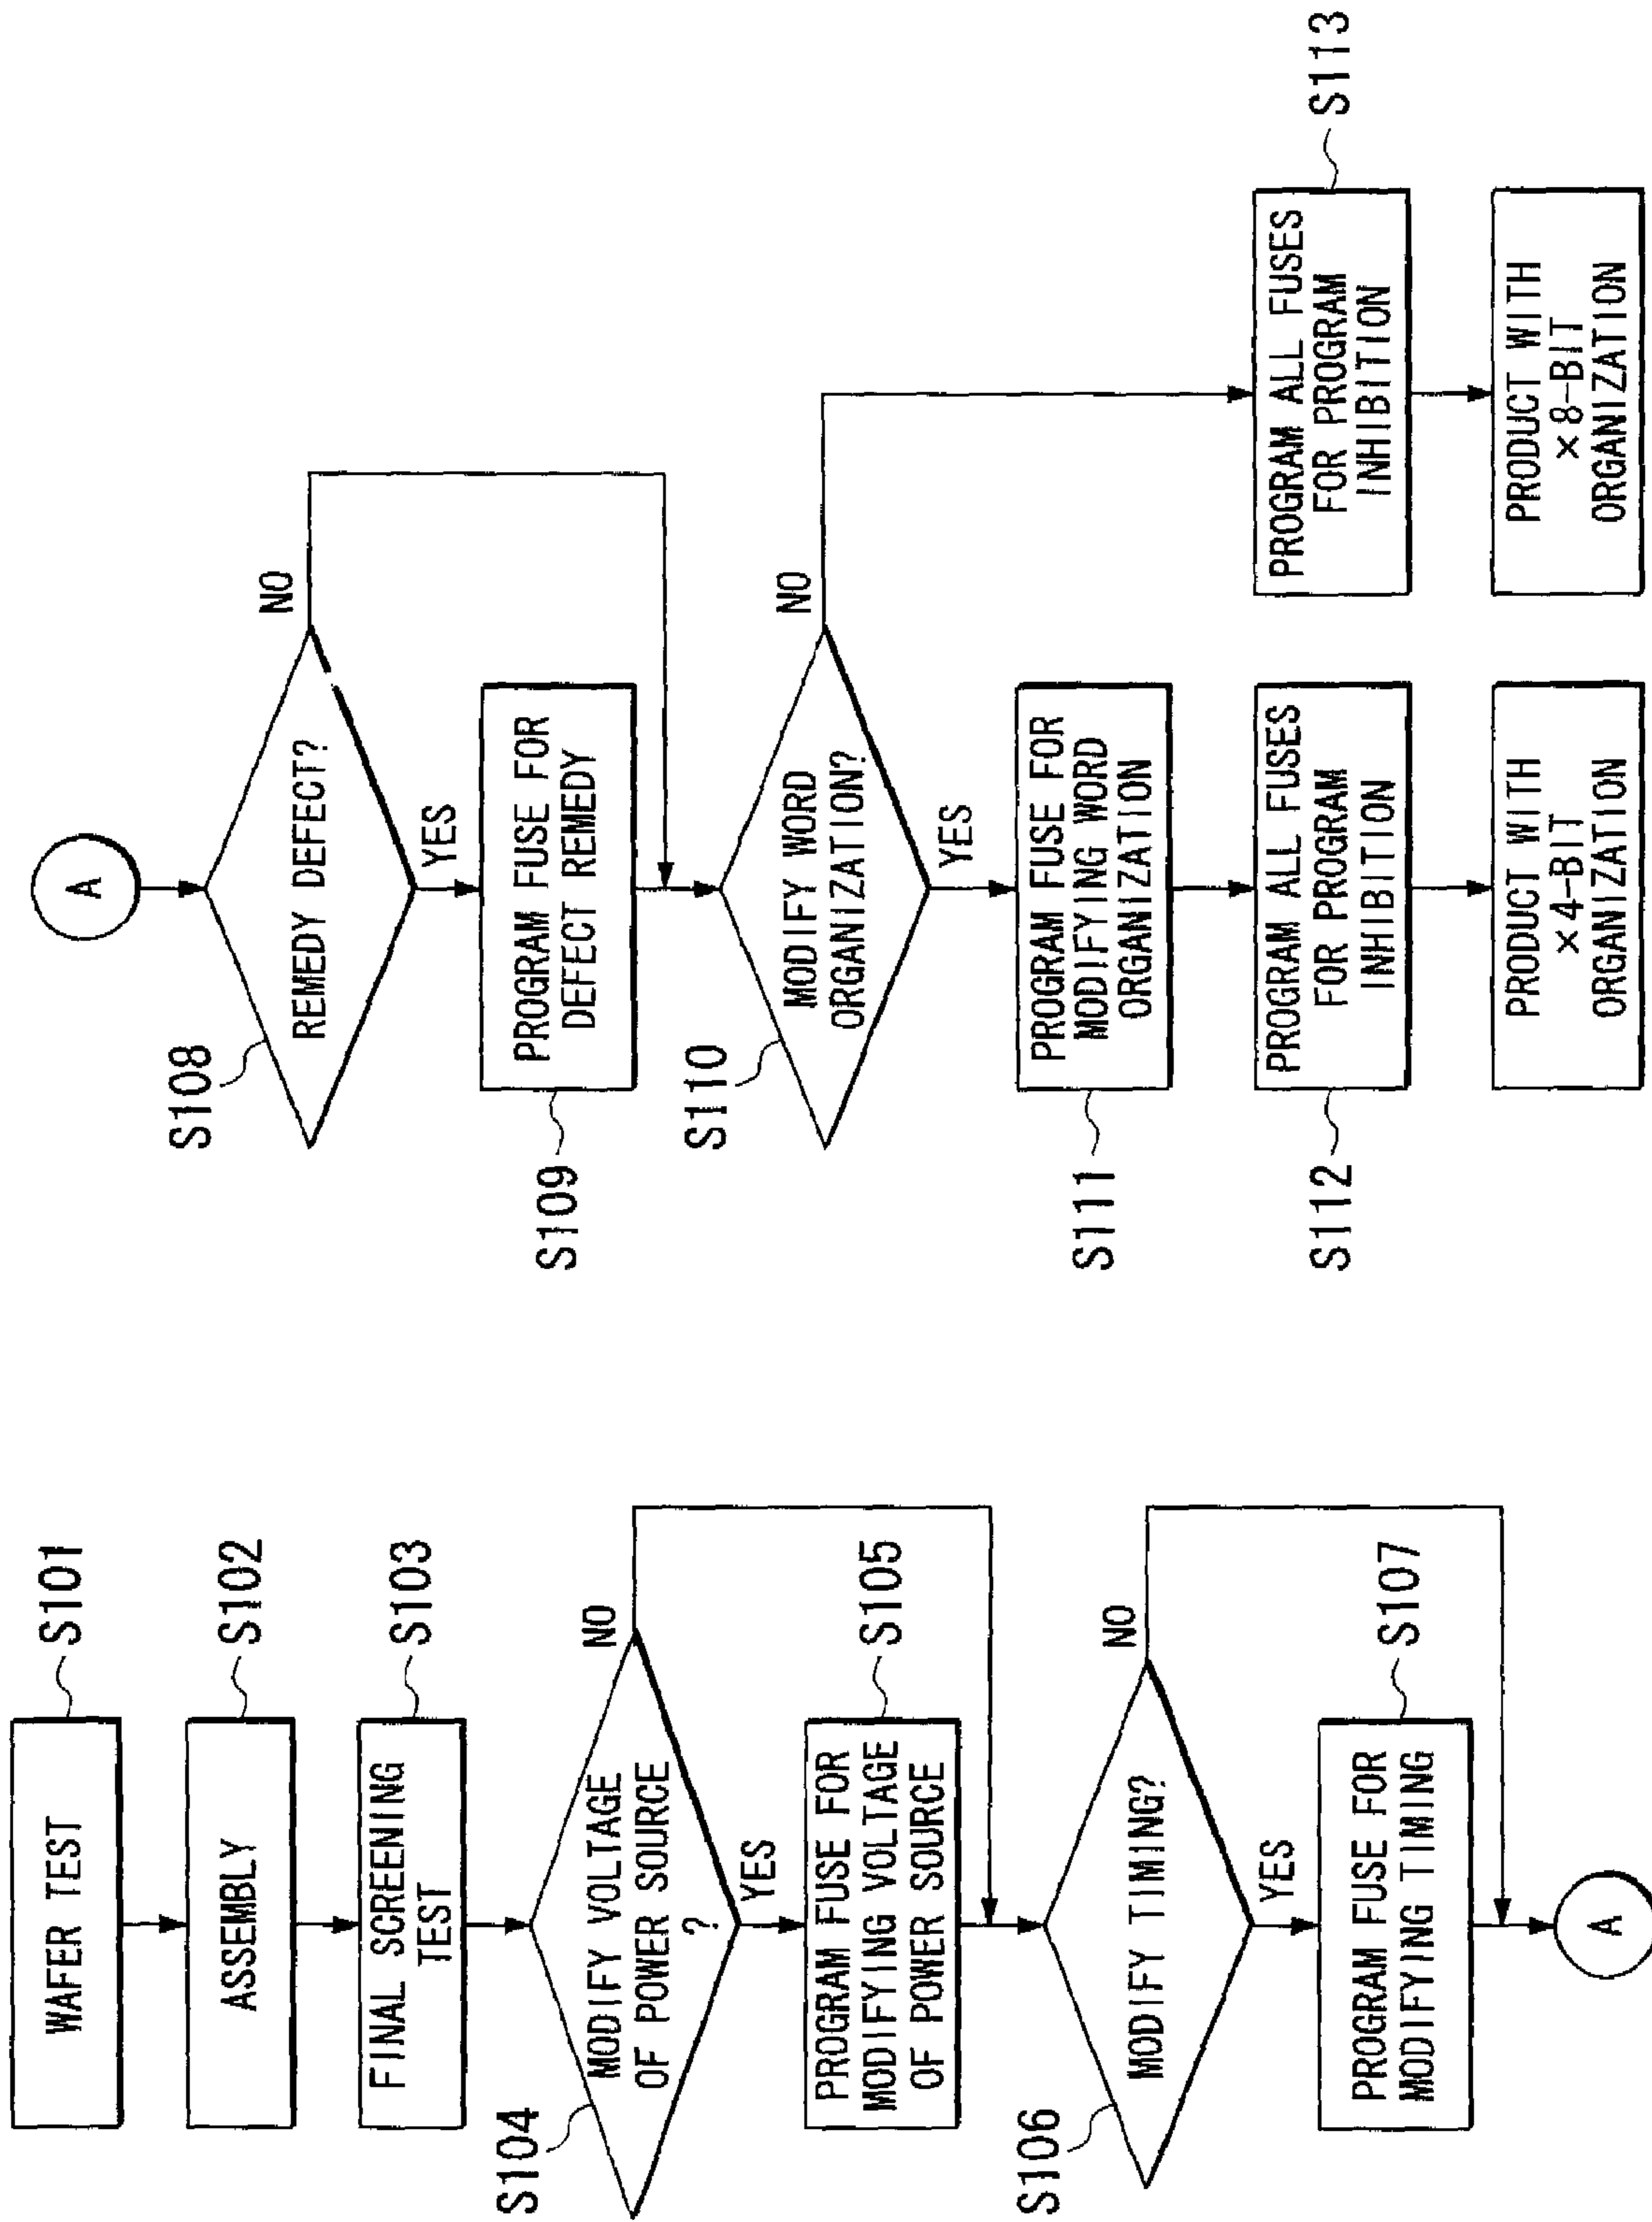 WAFER TEST
S101
ASSEMBLY
S102
FINAL SCREENING
TEST
S103
S104
MODIFY VOLTAGE
OF POWER SOURCE
?
NO
YES
PROGRAM FUSE FOR
MODIFYING VOLTAGE
OF POWER SOURCE
S105
S106
MODIFY TIMING?
NO
YES
PROGRAM FUSE FOR
MODIFYING TIMING
S107
A
A
S108
REMEDY DEFECT?
NO
YES
S109
PROGRAM FUSE FOR
DEFECT REMEDY
S110
MODIFY WORD
ORGANIZATION?
NO
YES
S111
PROGRAM FUSE FOR
MODIFYING WORD
ORGANIZATION
S112
PROGRAM ALL FUSES
FOR PROGRAM
INHIBITION
PROGRAM ALL FUSES
FOR PROGRAM
INHIBITION
S113
PRODUCT WITH
×4-BIT
ORGANIZATION
PRODUCT WITH
×8-BIT
ORGANIZATION